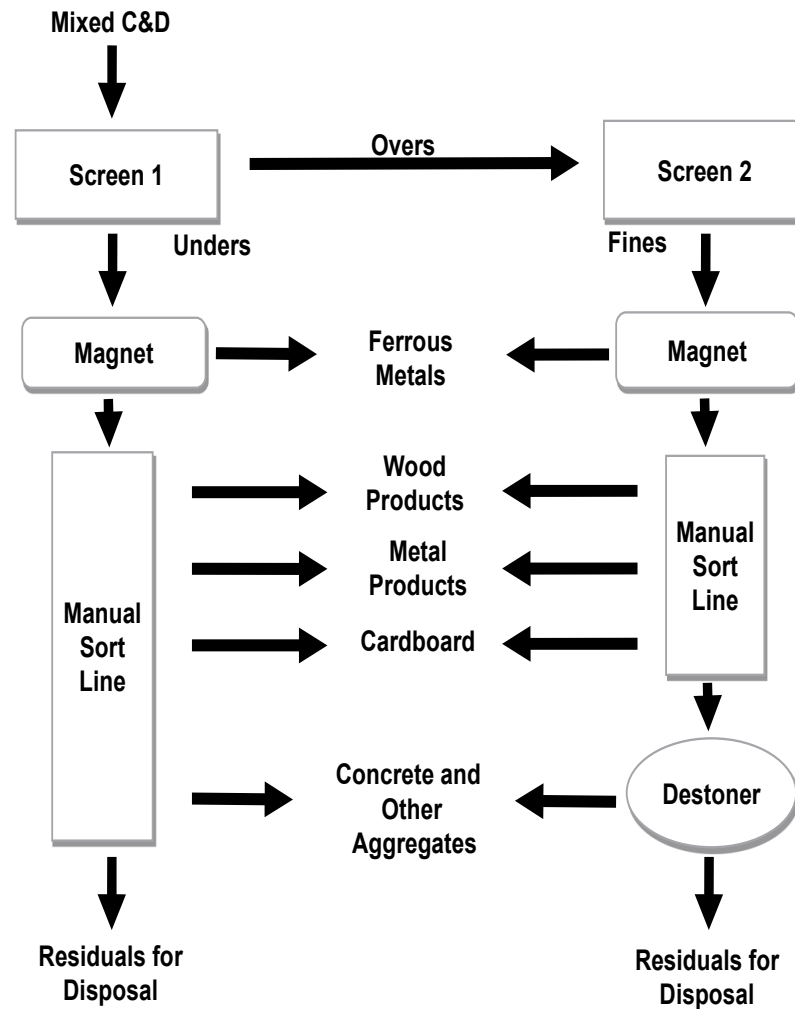 Mixed C&D
Screen 1
Overs
Screen 2
Unders
Fines
Magnet
Ferrous
Metals
Magnet
Wood
Products
Metal
Products
Cardboard
Manual
Sort
Line
Manual
Sort
Line
Concrete and
Other
Aggregates
Destoner
Residuals for
Disposal
Residuals for
Disposal